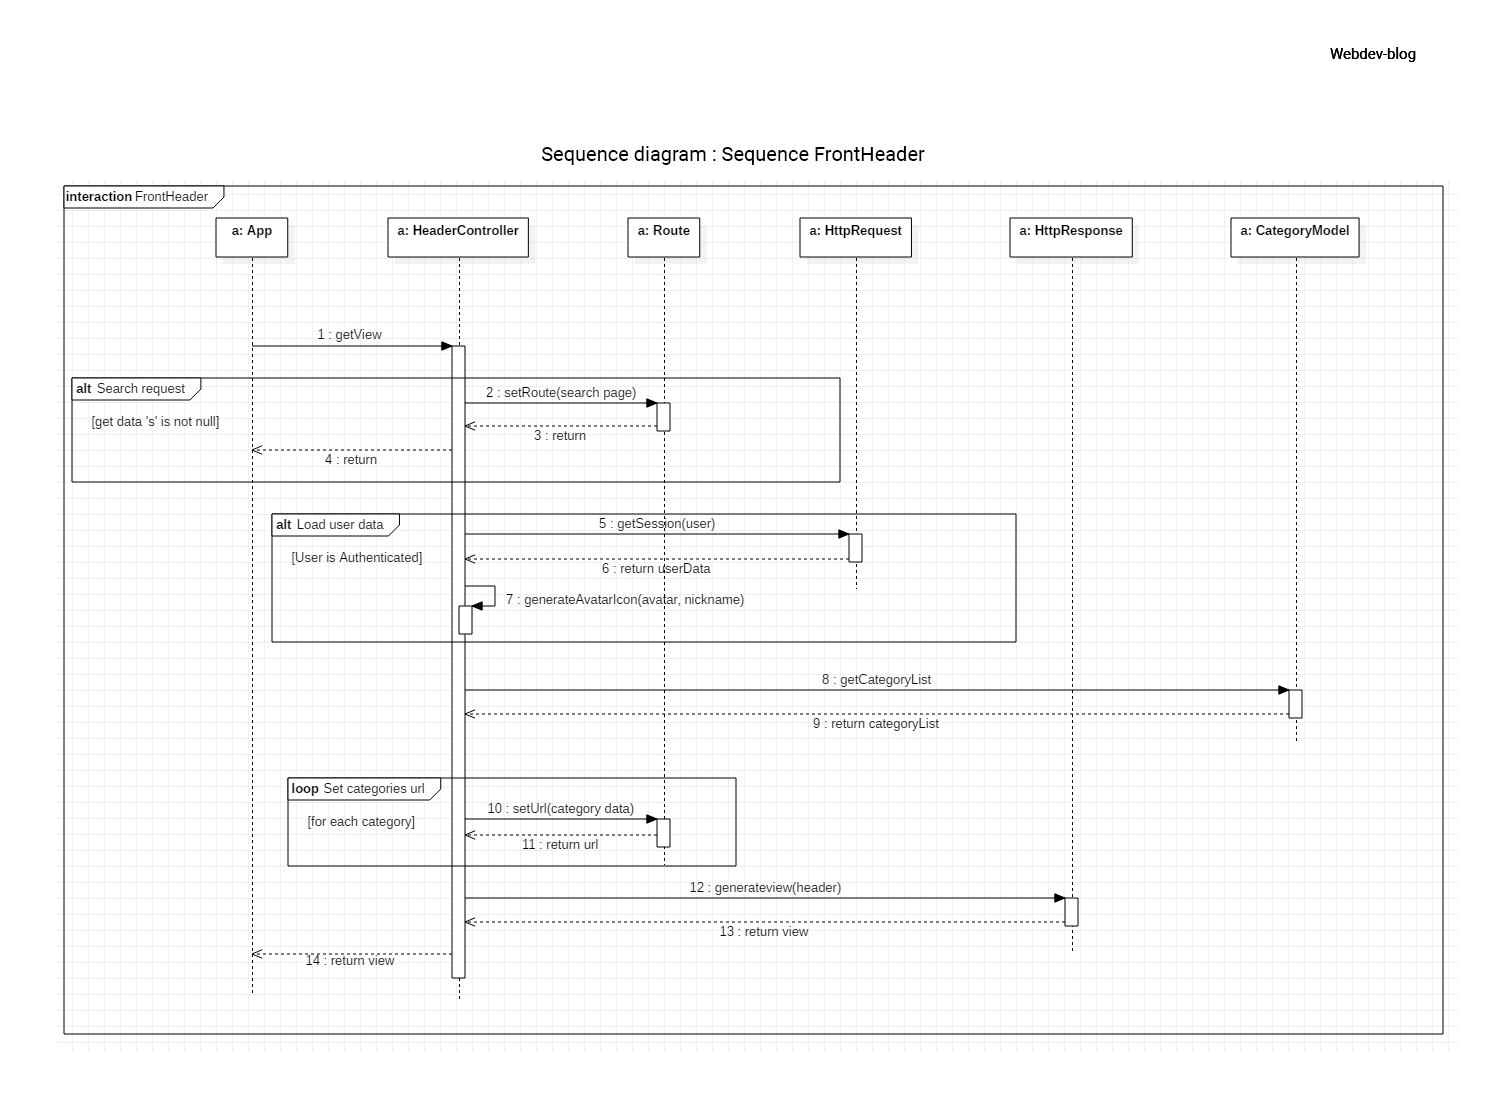 Webdev-blog
Sequence diagram : Sequence FrontHeader
interaction FrontHeader
a: App
a: HeaderController
a: Route
a: HttpRequest
a: HttpResponse
a: CategoryModel
1 : getView
alt Search request
2 : setRoute(search page)
[get data 's' is not null]
3 : return
4 : return
alt Load user data
5 : getSession(user)
[User is Authenticated]
6 : return userData
7 : generateAvatarIcon(avatar, nickname)
8 : getCategoryList
9 : return categoryList
loop Set categories url
10 : setUrl(category data)
[for each category]
11 : return url
12 : generateview(header)
13 : return view
14 : return view